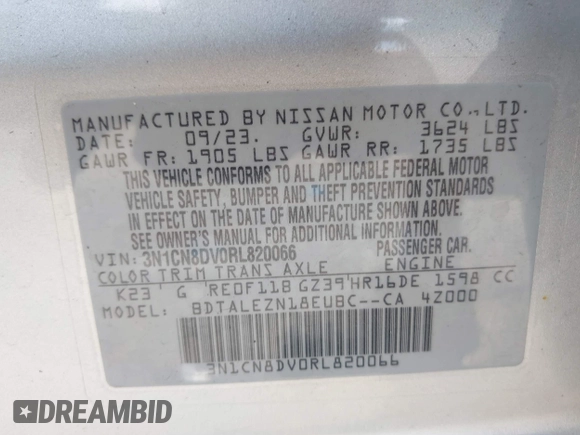 MANUFACTURED BY NISSAN MOTOR CO.,LTD.
DATE: 09/23. GVWR: 3624 LBS
GAWR FR: 1905 LBS GAWR RR: 1735 LBS
THIS VEHICLE CONFORMS TO ALL APPLICABLE FEDERAL MOTOR
VEHICLE SAFETY, BUMPER AND THEFT PREVENTION STANDARDS
IN EFFECT ON THE DATE OF MANUFACTURE SHOWN ABOVE.
SEE OWNER'S MANUAL FOR ADDITIONAL INFORMATION.
VIN: 3N1CN8DV0RL820066 PASSENGER CAR.
COLOR TRIM TRANS AXLE ENGINE
K23 G RE0F11B GZ39 HR16DE 1598 CC
BDTALEZN18EUBC--CA 4Z000
3N1CN8DV0RL820066
DREAMBID
dreambid.com